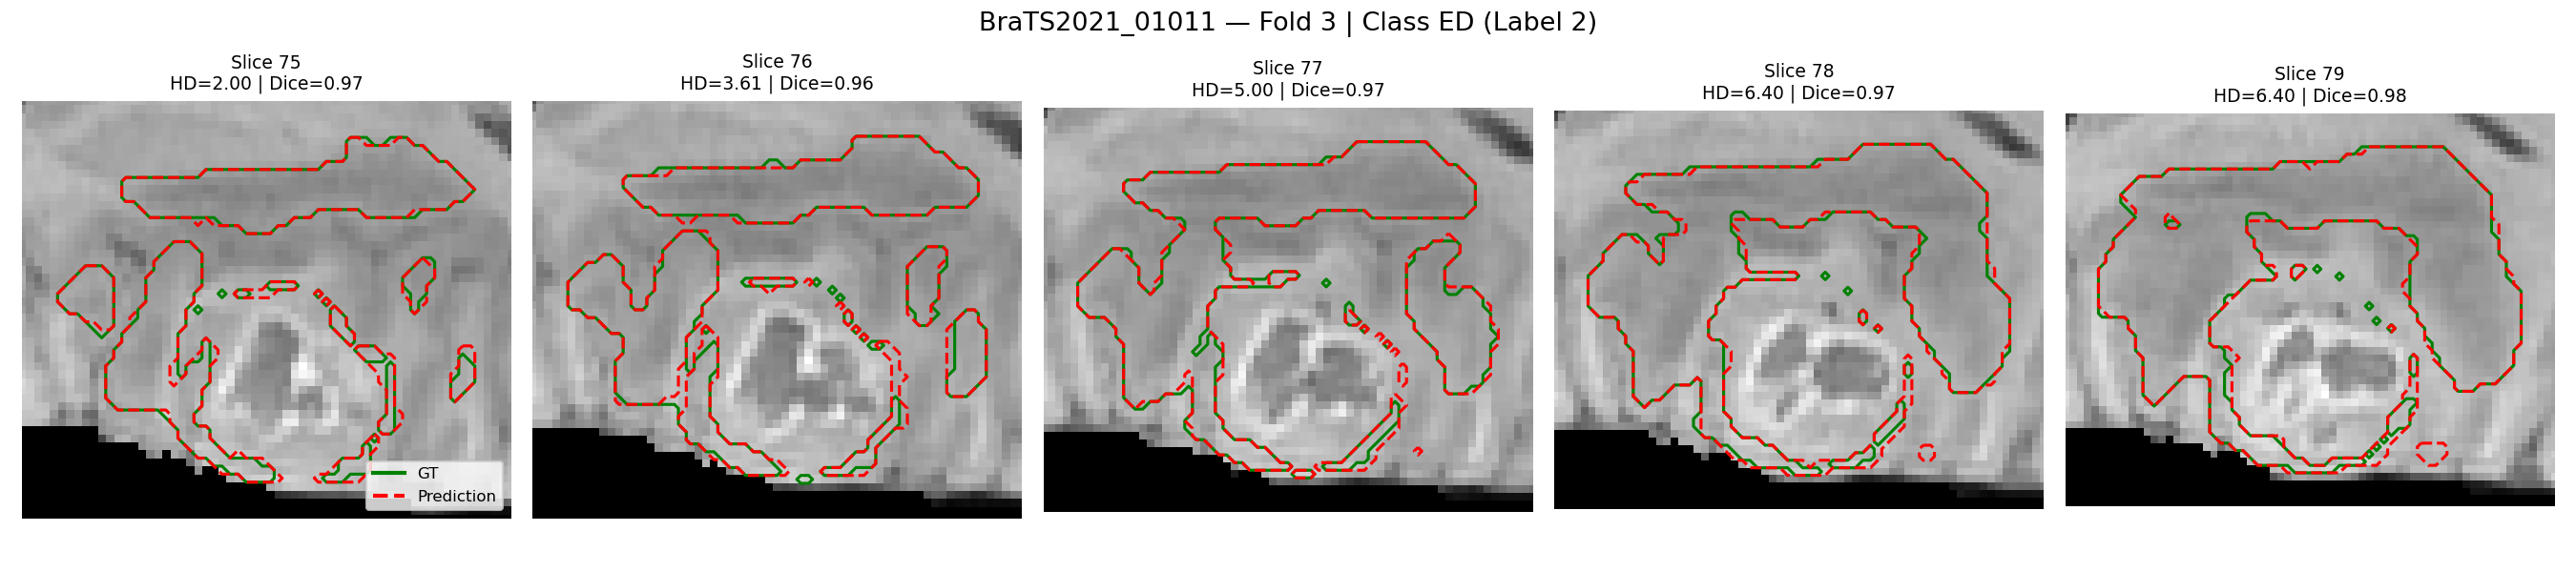 BraTS2021_01011 — Fold 3 | Class ED (Label 2)
Slice 75
HD=2.00 | Dice=0.97
Slice 76
HD=3.61 | Dice=0.96
Slice 77
HD=5.00 | Dice=0.97
Slice 78
HD=6.40 | Dice=0.97
Slice 79
HD=6.40 | Dice=0.98
GT
Prediction